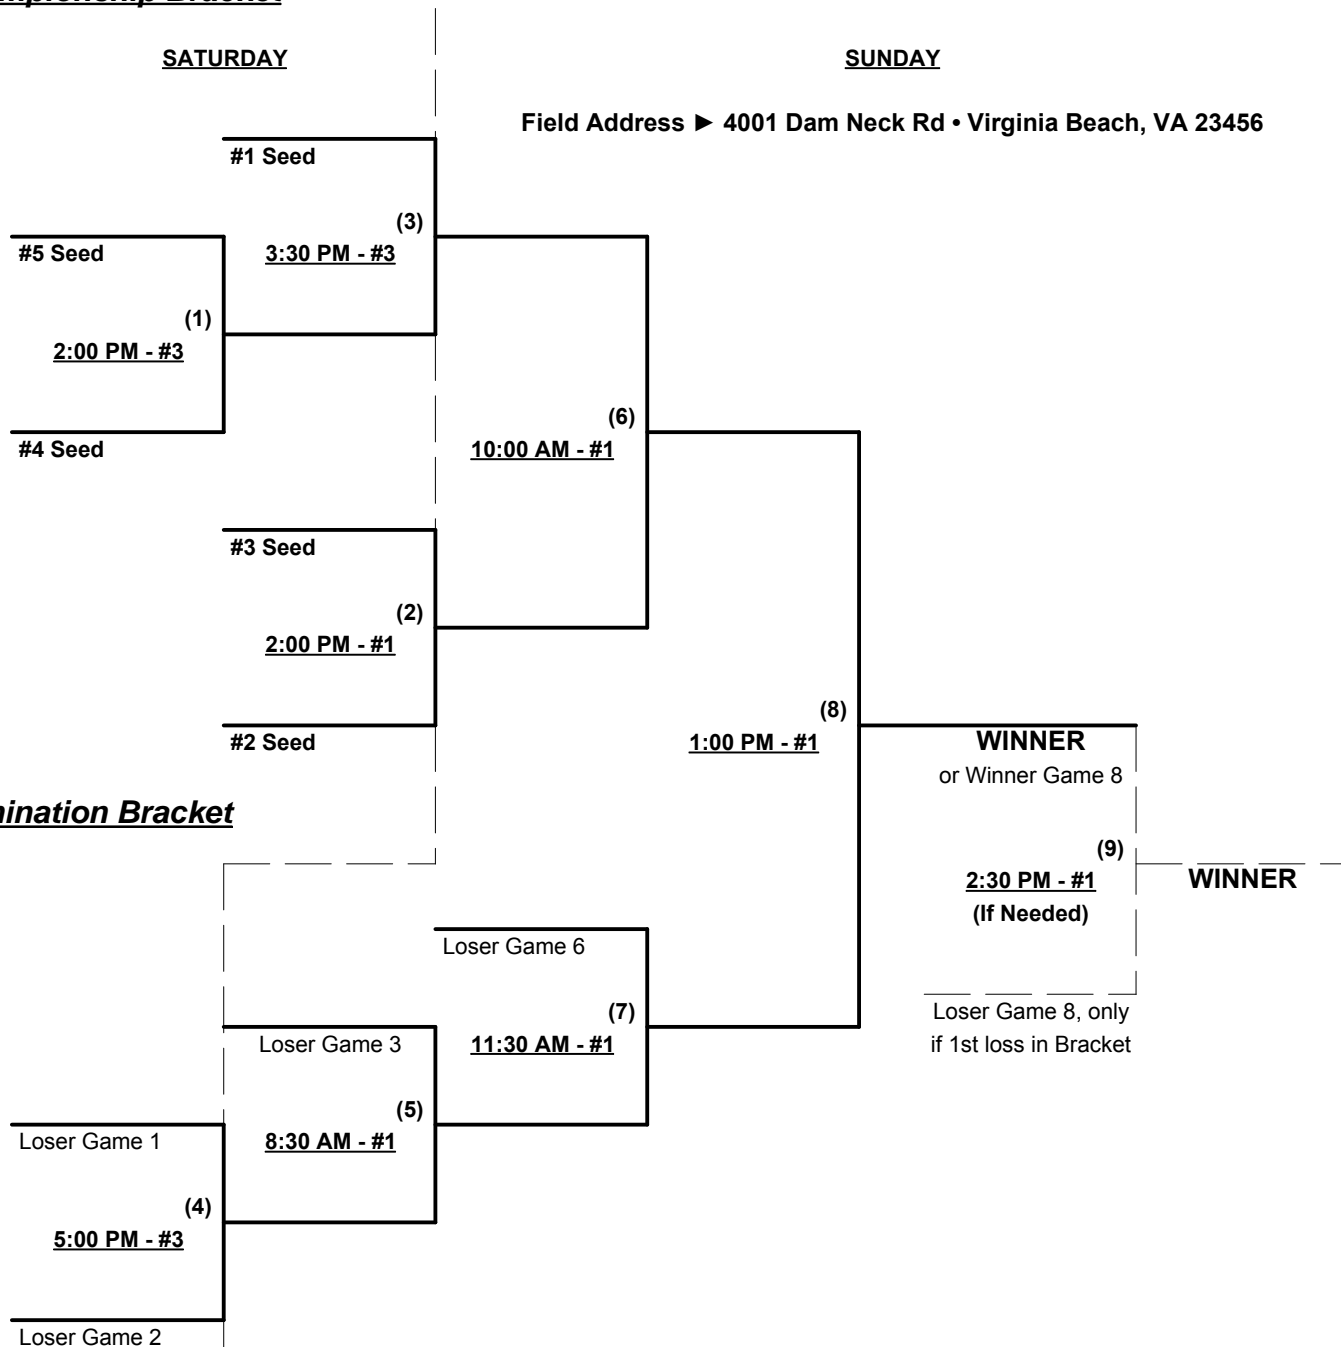 SATURDAY
SUNDAY
Field Address ► 4001 Dam Neck Rd • Virginia Beach, VA 23456
#1 Seed
(3)
3:30 PM - #3
#5 Seed
(1)
2:00 PM - #3
#4 Seed
(6)
10:00 AM - #1
#3 Seed
(2)
2:00 PM - #1
#2 Seed
(8)
1:00 PM - #1
WINNER
or Winner Game 8
Bracket
(9)
2:30 PM - #1
(If Needed)
WINNER
Loser Game 6
(7)
11:30 AM - #1
Loser Game 8, only
if 1st loss in Bracket
Loser Game 3
(5)
8:30 AM - #1
Loser Game 1
(4)
5:00 PM - #3
Loser Game 2